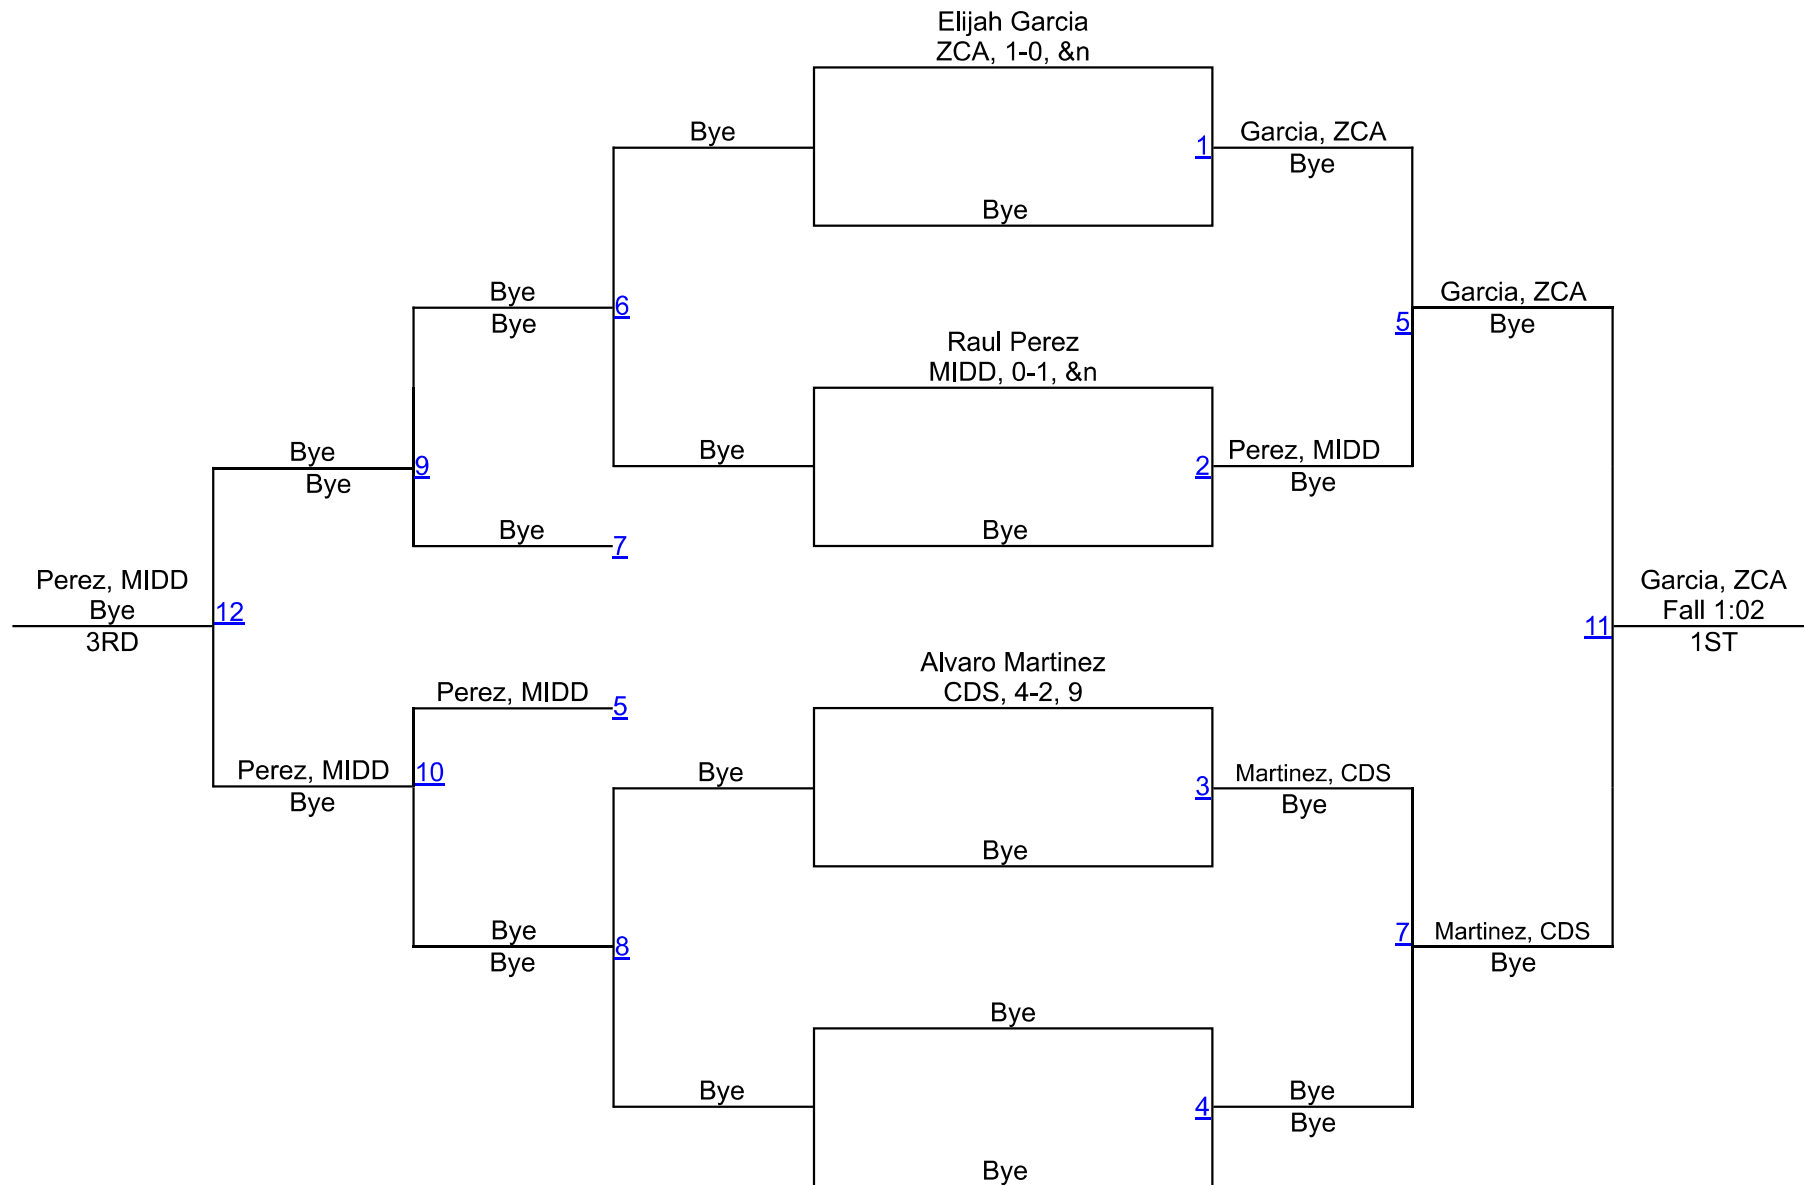 Elijah Garcia
ZCA, 1-0, &n
Bye
1
Garcia, ZCA
Bye
Bye
Bye
Bye
6
Garcia, ZCA
5
Bye
Raul Perez
MIDD, 0-1, &n
Bye
Bye
9
Bye
2
Perez, MIDD
Bye
Bye
7
Bye
Perez, MIDD
Bye
12
3RD
Garcia, ZCA
Fall 1:02
11
1ST
Alvaro Martinez
CDS, 4-2, 9
Perez, MIDD
5
Perez, MIDD
10
Bye
Bye
3
Martinez, CDS
Bye
Bye
Bye
8
Bye
7
Martinez, CDS
Bye
Bye
Bye
4
Bye
Bye
Bye